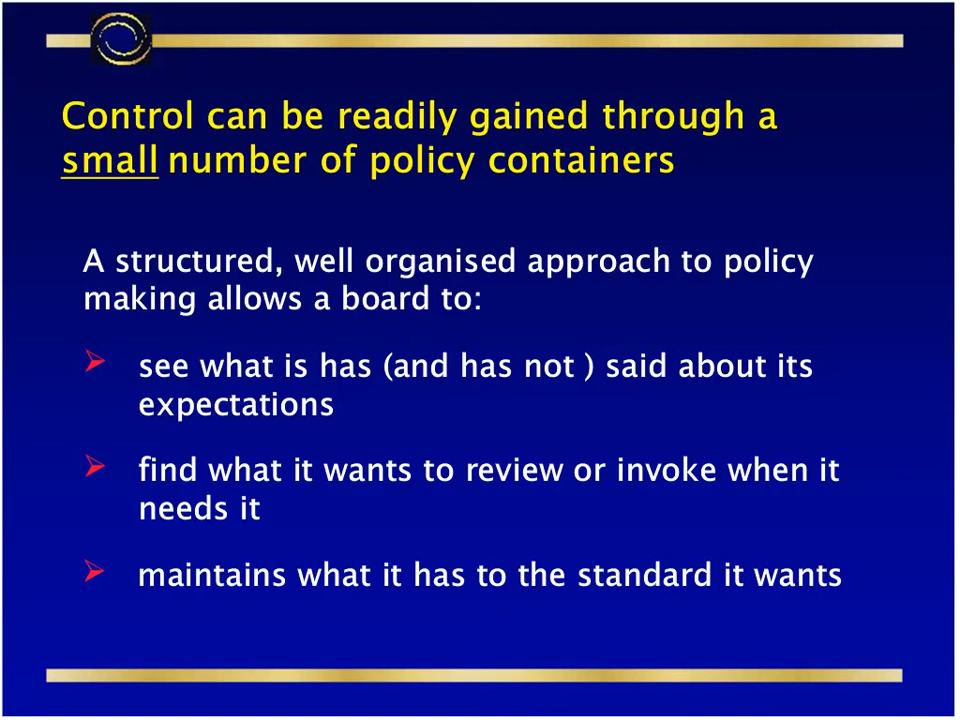 Control can be readily gained through a
small number of policy containers
A structured, well organised approach to policy
making allows a board to:
see what is has (and has not ) said about its
expectations
find what it wants to review or invoke when it
needs it
maintains what it has to the standard it wants